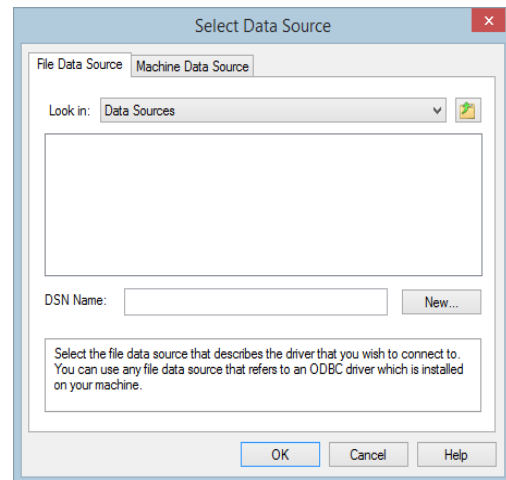 Select Data Source
File Data Source Machine Data Source
Look in: Data Sources
DSN Name: New...
Select the file data source that describes the driver that you wish to connect to.
You can use any file data source that refers to an ODBC driver which is installed
on your machine.
OK Cancel Help